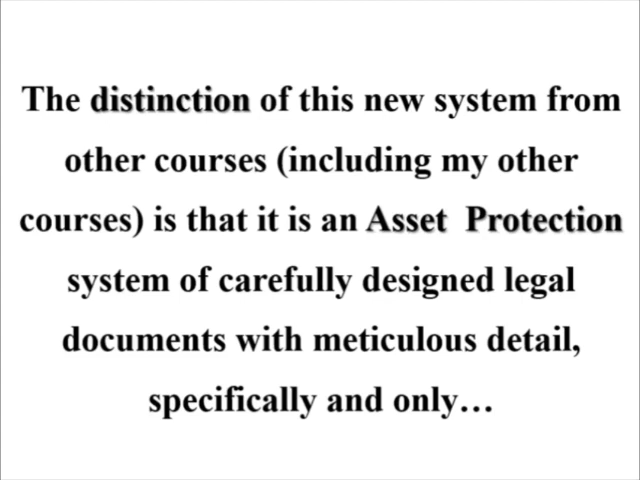 The distinction of this new system from
other courses (including my other
courses) is that it is an Asset  Protection
system of carefully designed legal
documents with meticulous detail,
specifically and only…